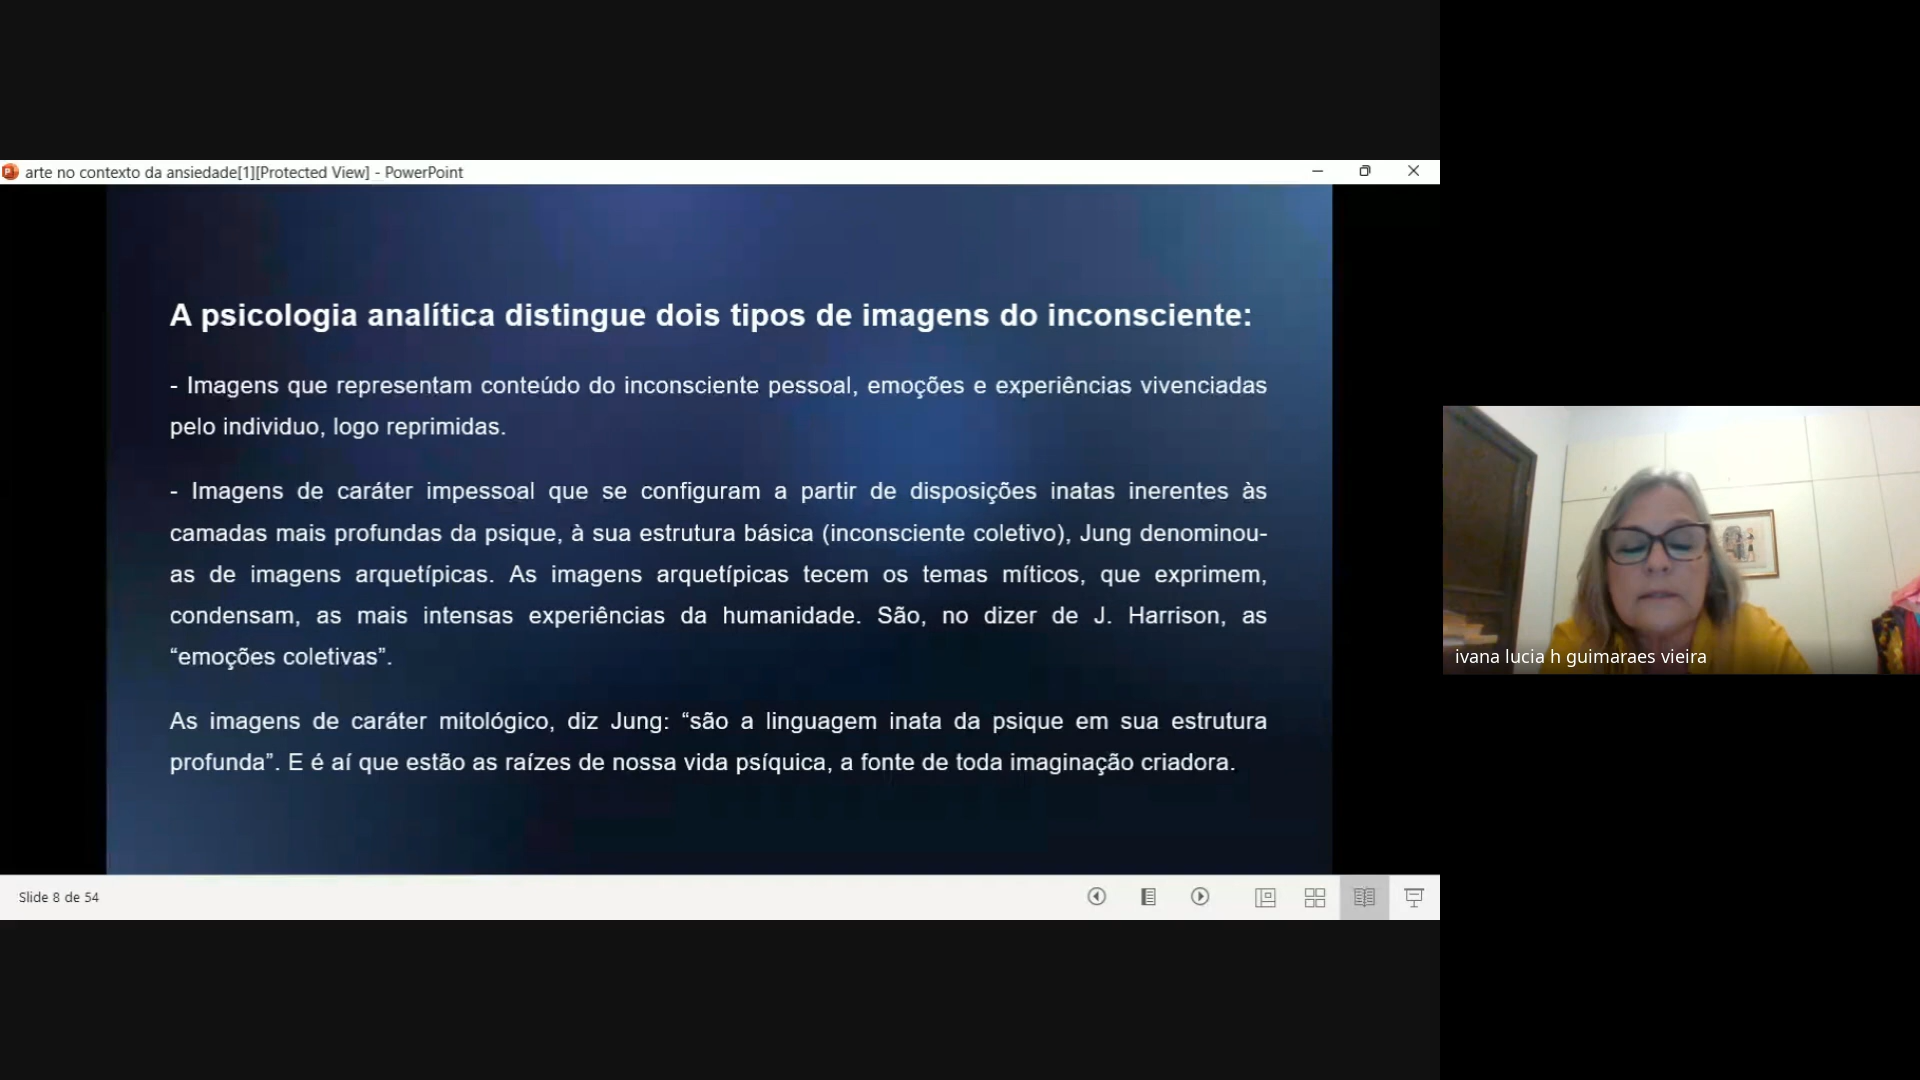 arte no contexto da ansiedade[1][Protected View] - PowerPoint
A psicologia analítica distingue dois tipos de imagens do inconsciente:
- Imagens que representam conteúdo do inconsciente pessoal, emoções e experiências vivenciadas
pelo individuo, logo reprimidas.
- Imagens de caráter impessoal que se configuram a partir de disposições inatas inerentes às
camadas mais profundas da psique, à sua estrutura básica (inconsciente coletivo), Jung denominou-
as de imagens arquetípicas. As imagens arquetípicas tecem os temas míticos, que exprimem,
condensam, as mais intensas experiências da humanidade. São, no dizer de J. Harrison, as
“emoções coletivas”.
As imagens de caráter mitológico, diz Jung: “são a linguagem inata da psique em sua estrutura
profunda”. E é aí que estão as raízes de nossa vida psíquica, a fonte de toda imaginação criadora.
ivana lucia h guimaraes vieira
Slide 8 de 54